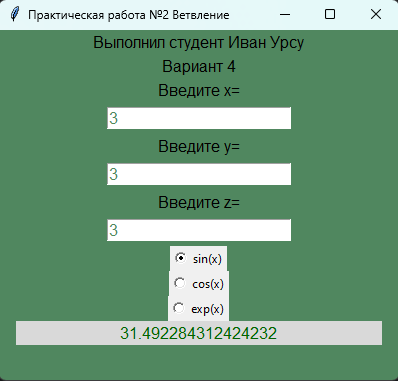 Практическая работа №2 Ветвление
Выполнил студент Иван Урсу
Вариант 4
Введите x=
3
Введите y=
3
Введите z=
3
sin(x)
cos(x)
exp(x)
31.492284312424232